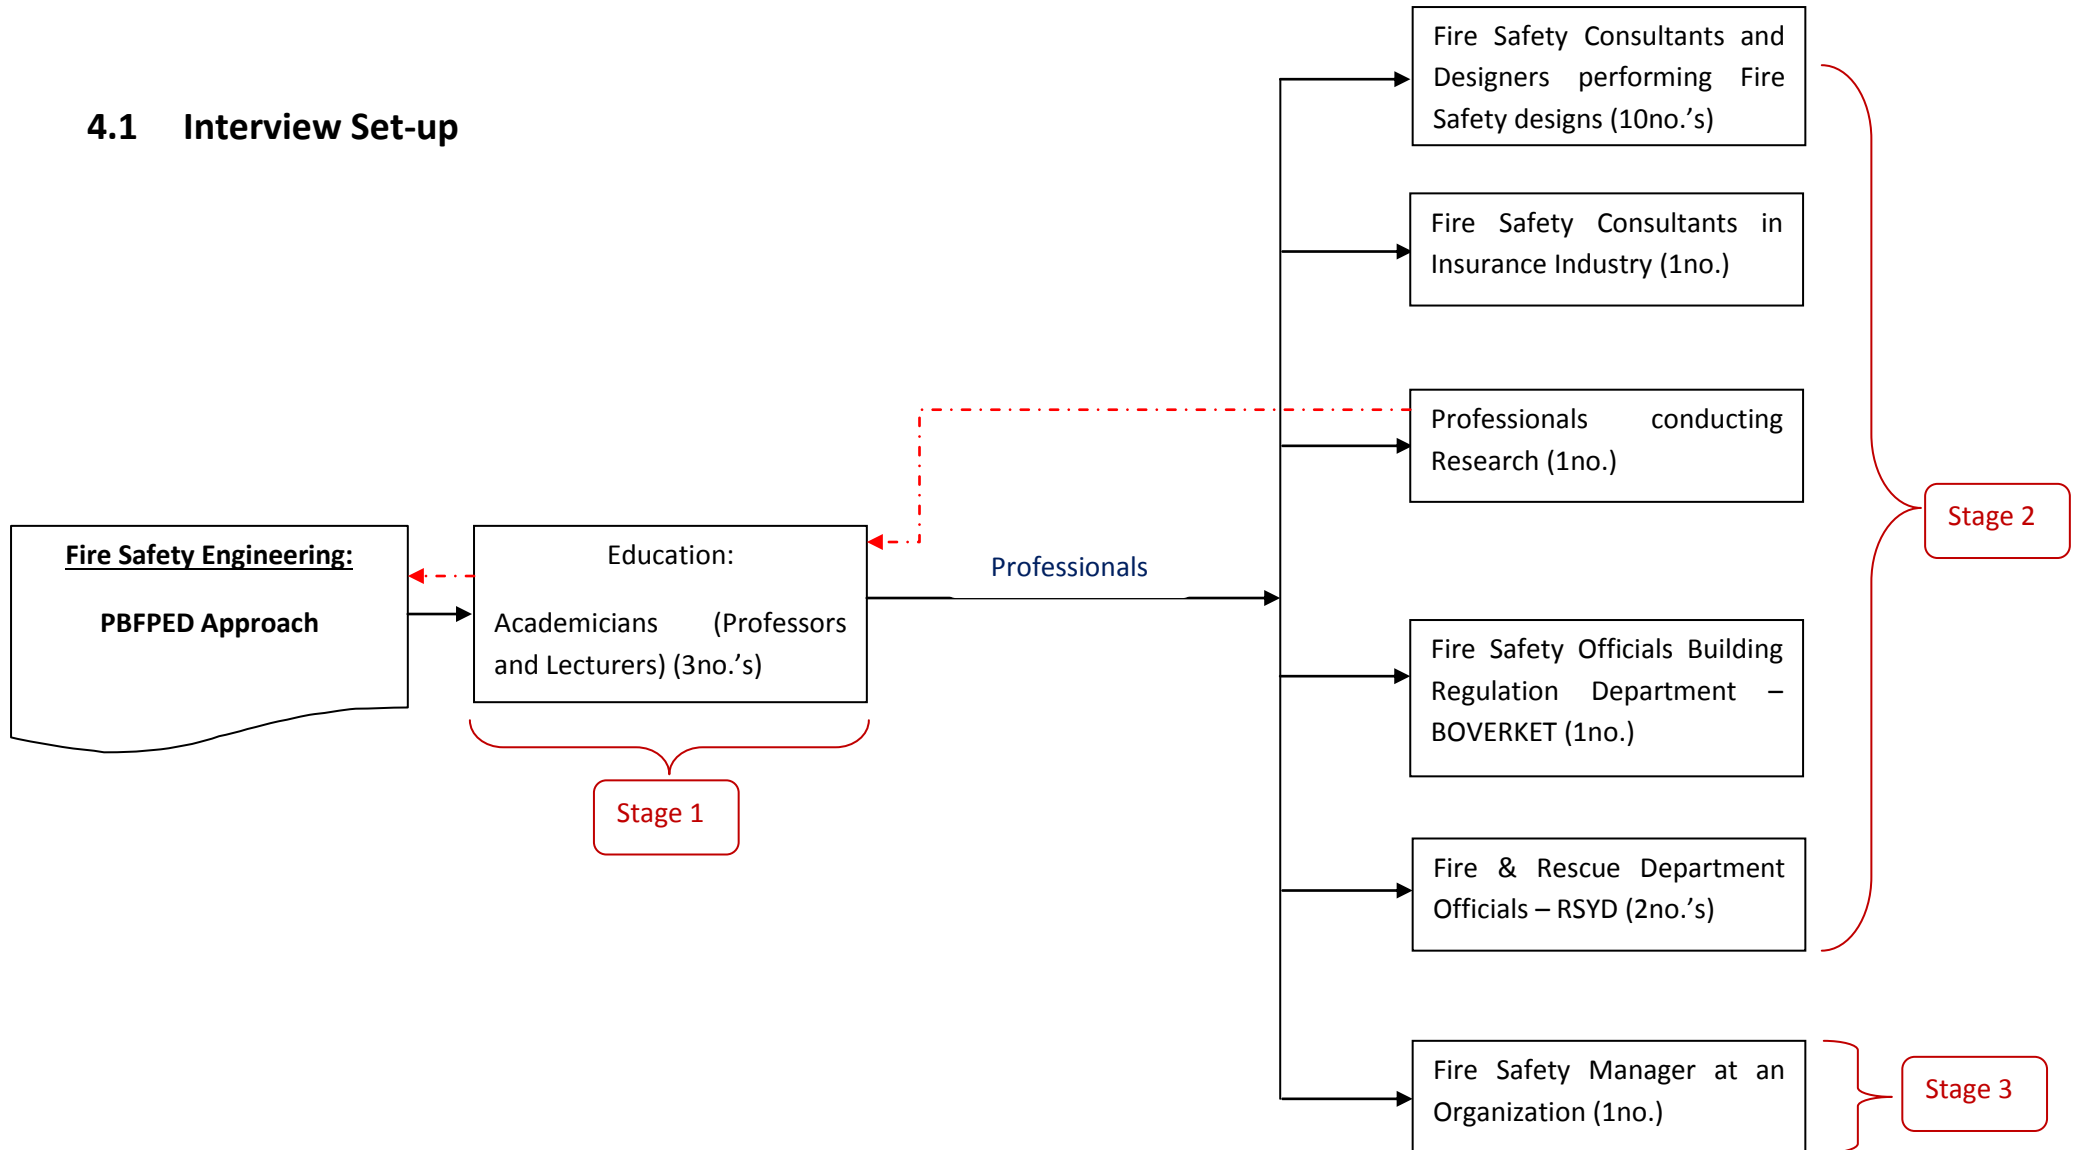 4.1 Interview Set-up
Fire Safety Consultants and
Designers performing Fire
Safety designs (10no.’s)
Fire Safety Consultants in
Insurance Industry (1no.)
Professionals conducting
Research (1no.)
Stage 2
Fire Safety Engineering:
PBFPED Approach
Education:
Academicians (Professors
and Lecturers) (3no.’s)
Professionals
Stage 1
Fire Safety Officials Building
Regulation Department –
BOVERKET (1no.)
Fire & Rescue Department
Officials – RSYD (2no.’s)
Fire Safety Manager at an
Organization (1no.)
Stage 3